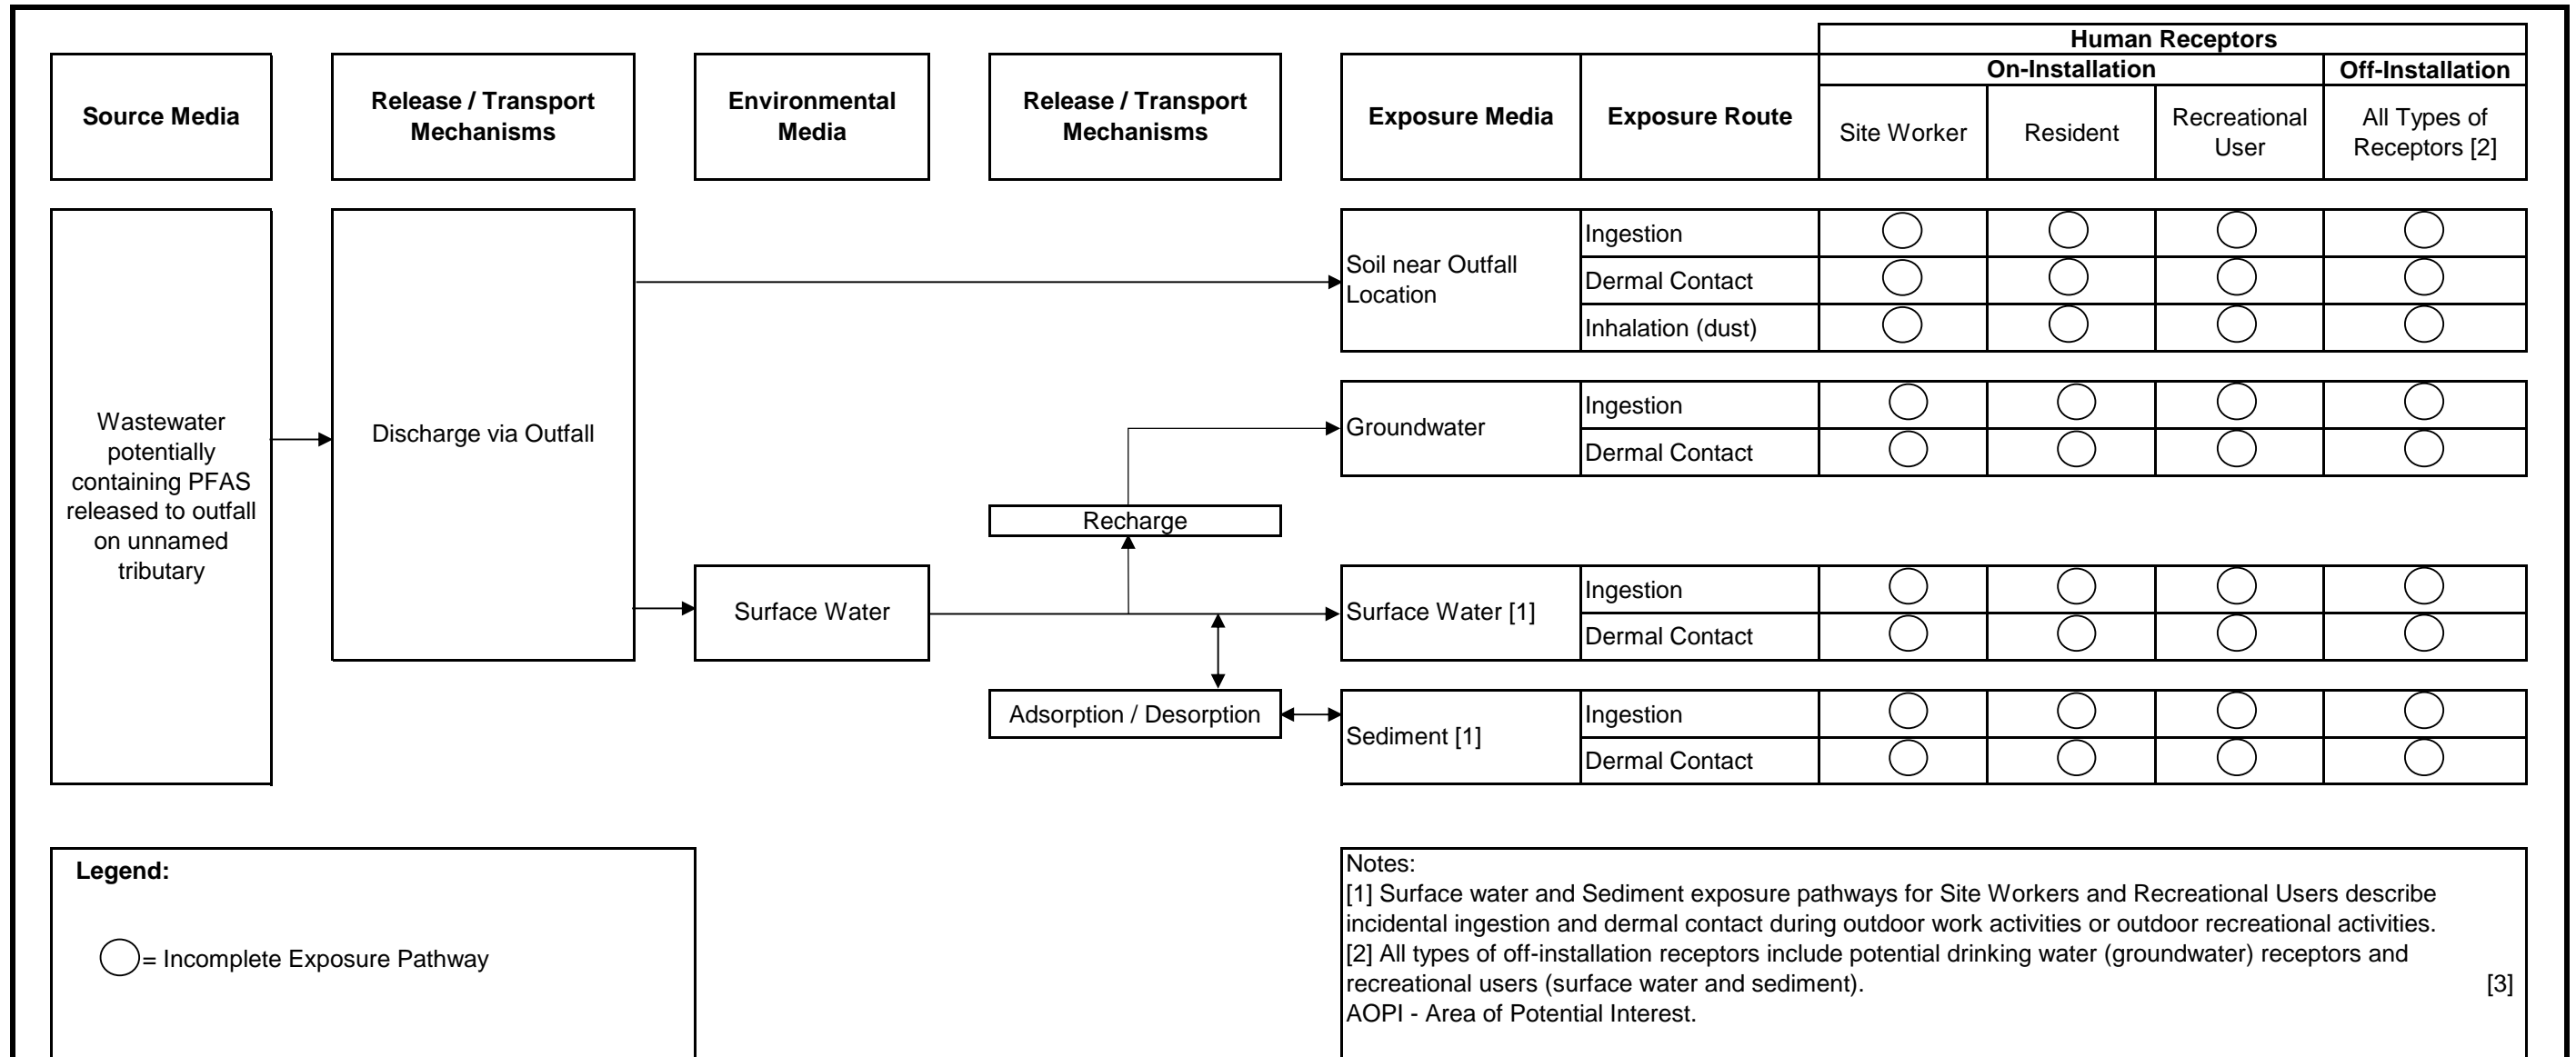 Human Receptors
On-Installation
Off-Installation
Source Media
Release / Transport
Mechanisms
Environmental
Media
Release / Transport
Mechanisms
Exposure Media
Exposure Route
Site Worker
Resident
Recreational
User
All Types of
Receptors [2]
Wastewater
potentially
containing PFAS
released to outfall
on unnamed
tributary
Discharge via Outfall
Surface Water
Recharge
Adsorption / Desorption
Soil near Outfall
Location
Ingestion
Dermal Contact
Inhalation (dust)
Groundwater
Ingestion
Dermal Contact
Surface Water [1]
Ingestion
Dermal Contact
Sediment [1]
Ingestion
Dermal Contact
Legend:
= Incomplete Exposure Pathway
Notes:
[1] Surface water and Sediment exposure pathways for Site Workers and Recreational Users describe
incidental ingestion and dermal contact during outdoor work activities or outdoor recreational activities.
[2] All types of off-installation receptors include potential drinking water (groundwater) receptors and
recreational users (surface water and sediment). [3]
AOPI - Area of Potential Interest.